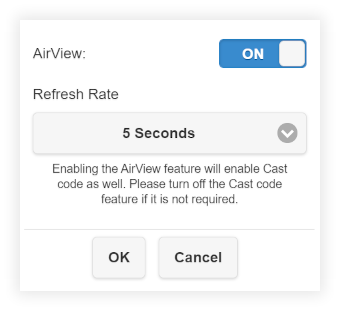 AirView:
ON
Refresh Rate
5 Seconds
Enabling the AirView feature will enable Cast
code as well. Please turn off the Cast code
feature if it is not required.
OK
Cancel